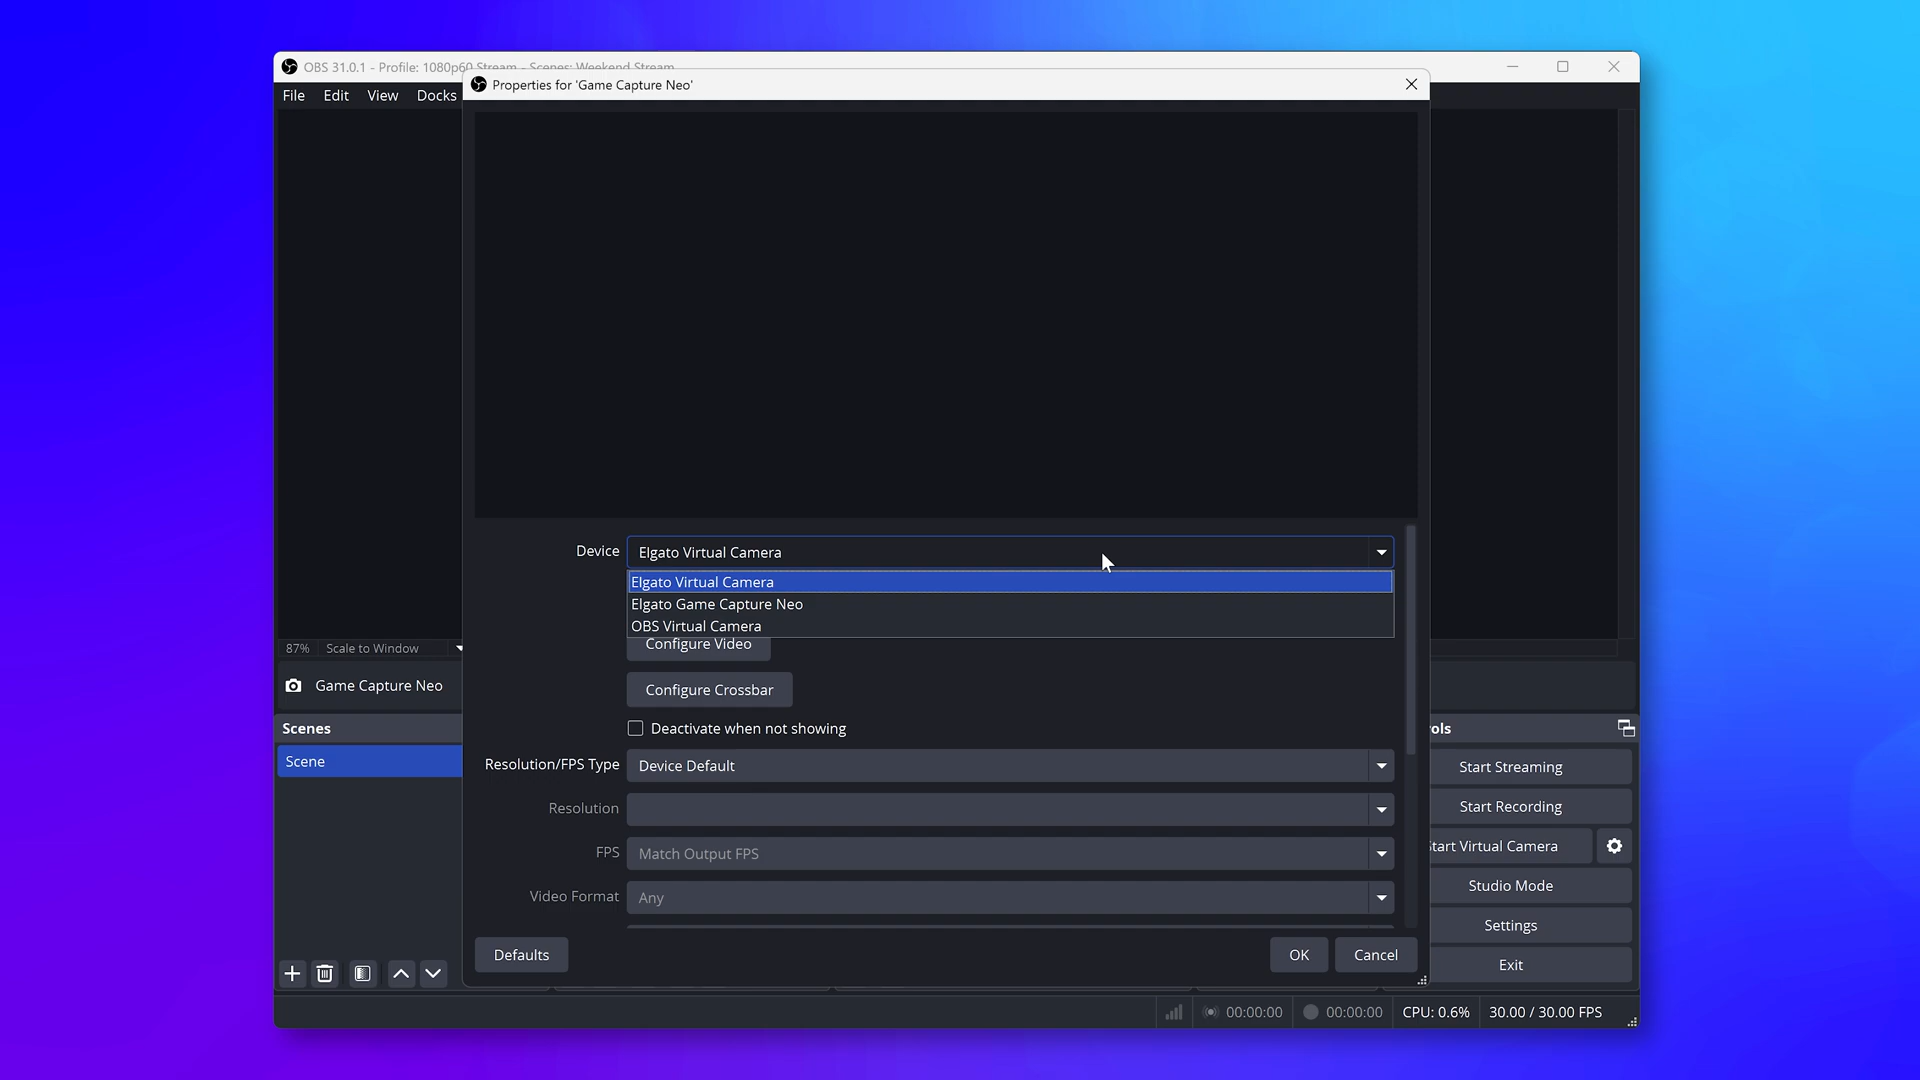 OBS 31.0.1 - Profile: 1080p60 Stream - Scenes: Weekend Stream
Properties for 'Game Capture Neo'
File Edit View Docks
Device Elgato Virtual Camera
Elgato Virtual Camera
Elgato Game Capture Neo
OBS Virtual Camera
Configure Video
Configure Crossbar
Deactivate when not showing
Resolution/FPS Type Device Default
Resolution
FPS Match Output FPS
Video Format Any
Defaults OK Cancel
87% Scale to Window
Game Capture Neo
Scenes
Scene
ols
Start Streaming
Start Recording
tart Virtual Camera
Studio Mode
Settings
Exit
00:00:00 00:00:00 CPU: 0.6% 30.00 / 30.00 FPS